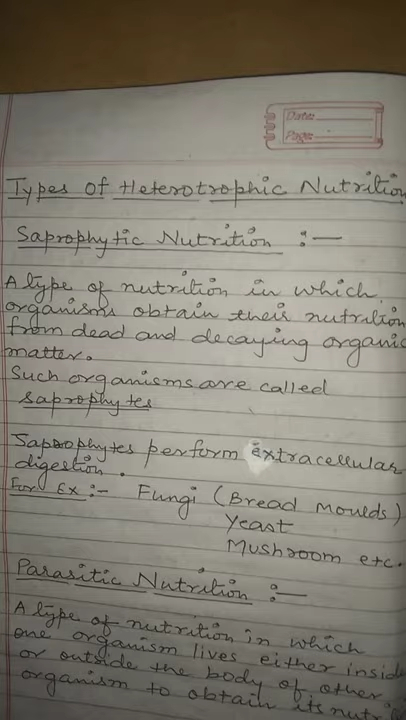 Date:
Page:
Types of Heterotrophic Nutrition
Saprophytic Nutrition :—
A type of nutrition in which
organisms obtain their nutrition
from dead and decaying organic
matter.
Such organisms are called
saprophytes
Saprophytes perform extracellular
digestion.
For Ex :- Fungi (Bread Moulds)
Yeast
Mushroom etc.
Parasitic Nutrition :—
A type of nutrition in which
one organism lives either inside
or outside the body of other
organism to obtain its nutr